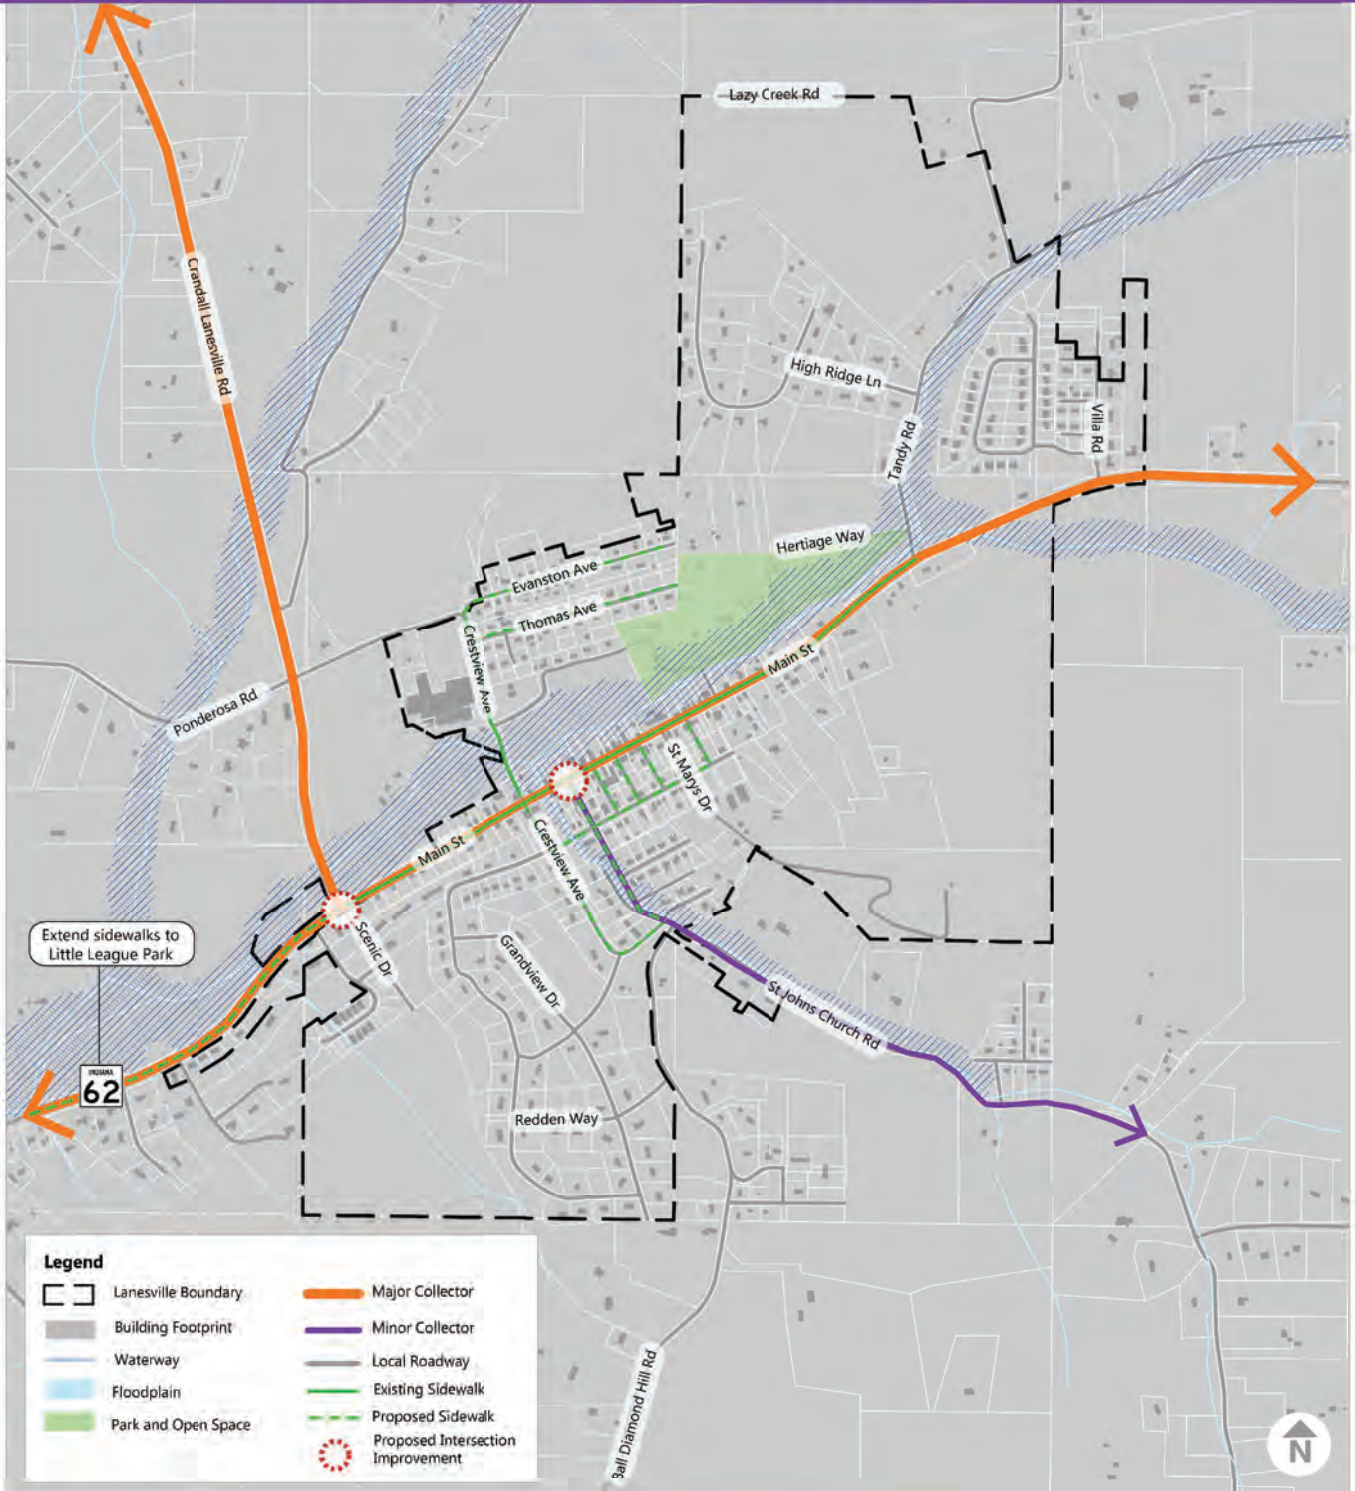 Lazy Creek Rd
Crandall Lanesville Rd
High Ridge Ln
Villa Rd
Tandy Rd
Hertiage Way
Evanston Ave
Thomas Ave
Crestview Ave
Main St
Ponderosa Rd
St Marys Dr
Main St
Crestview Ave
Extend sidewalks to
Little League Park
Scenic Dr
Grandview Dr
St Johns Church Rd
INDIANA
62
Redden Way
Ball Diamond Hill Rd
Legend
Lanesville Boundary
Building Footprint
Waterway
Floodplain
Park and Open Space
Major Collector
Minor Collector
Local Roadway
Existing Sidewalk
Proposed Sidewalk
Proposed Intersection
Improvement
N